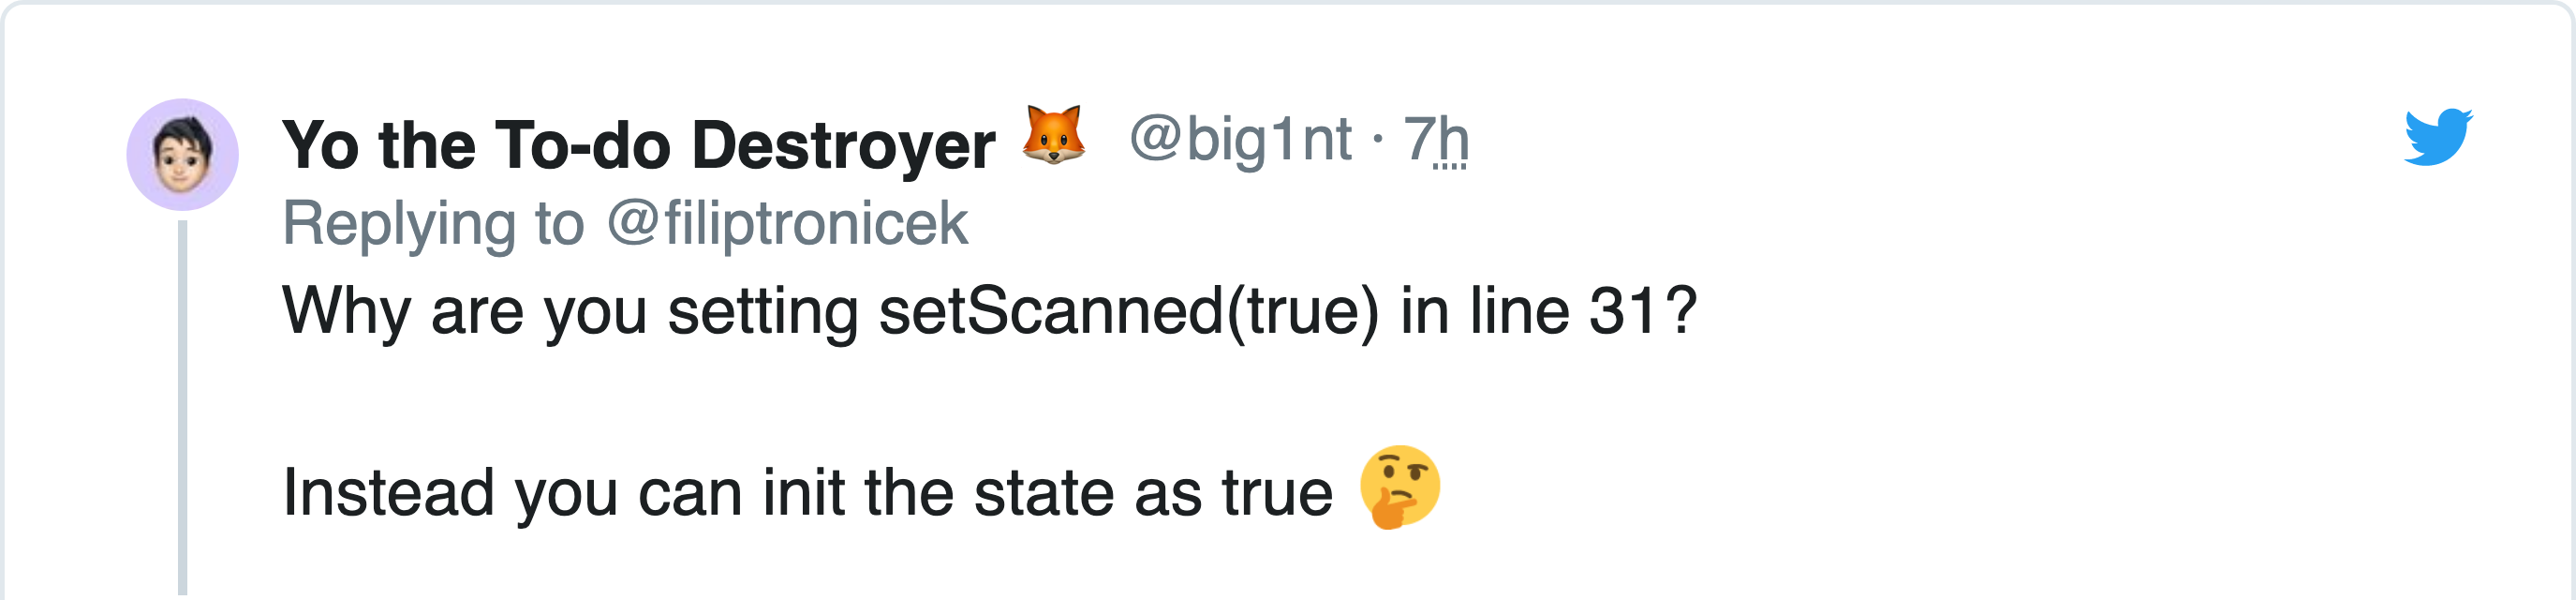 Yo the To-do Destroyer 🦊 @big1nt · 7h
Replying to @filiptronicek
Why are you setting setScanned(true) in line 31?
Instead you can init the state as true 🤔